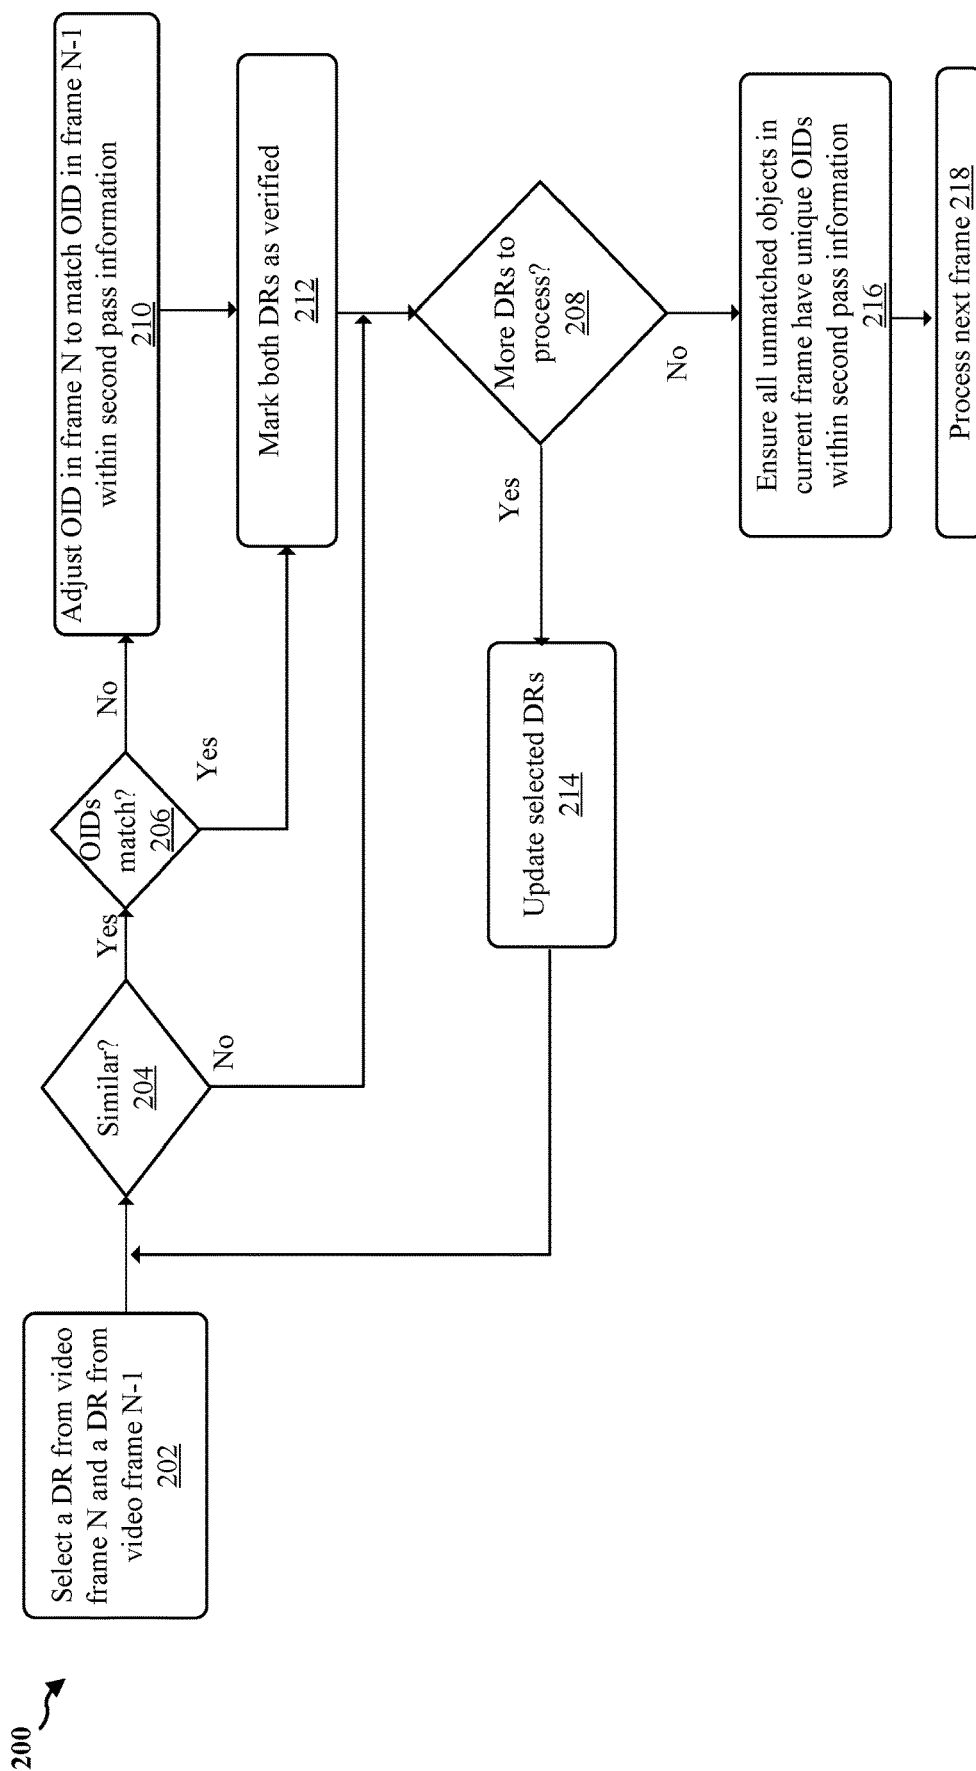 200
Select a DR from video
frame N and a DR from
video frame N-1
202
Similar?
204
Yes
No
OIDs
match?
206
No
Yes
Adjust OID in frame N to match OID in frame N-1
within second pass information
210
Mark both DRs as verified
212
More DRs to
process?
208
Yes
No
Update selected DRs
214
Ensure all unmatched objects in
current frame have unique OIDs
within second pass information
216
Process next frame 218